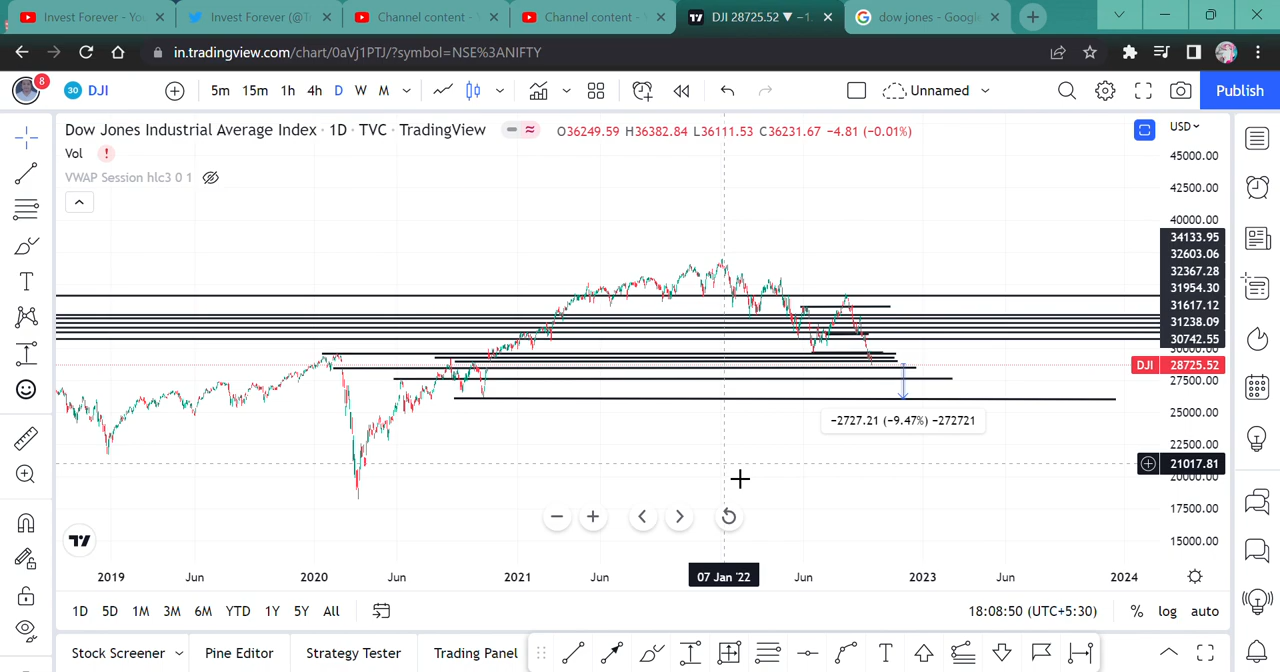 Invest Forever - Yo
Invest Forever (@T
Channel content -
Channel content -
DJI 28725.52 ▼ −1.
dow jones - Google
in.tradingview.com/chart/0aVj1PTJ/?symbol=NSE%3ANIFTY
8
30 DJI
5m 15m 1h 4h D W M
Unnamed
Publish
Dow Jones Industrial Average Index · 1D · TVC · TradingView
O36249.59 H36382.84 L36111.53 C36231.67 −4.81 (−0.01%)
USD
Vol !
VWAP Session hlc3 0 1
45000.00
42500.00
40000.00
34133.95
32603.06
32367.28
31954.30
31617.12
31238.09
30742.55
30000.00
DJI 28725.52
27500.00
25000.00
−2727.21 (−9.47%) −272721
22500.00
21017.81
20000.00
17500.00
15000.00
2019 Jun 2020 Jun 2021 Jun 07 Jan '22 Jun 2023 Jun 2024
1D 5D 1M 3M 6M YTD 1Y 5Y All
18:08:50 (UTC+5:30) % log auto
Stock Screener Pine Editor Strategy Tester Trading Panel